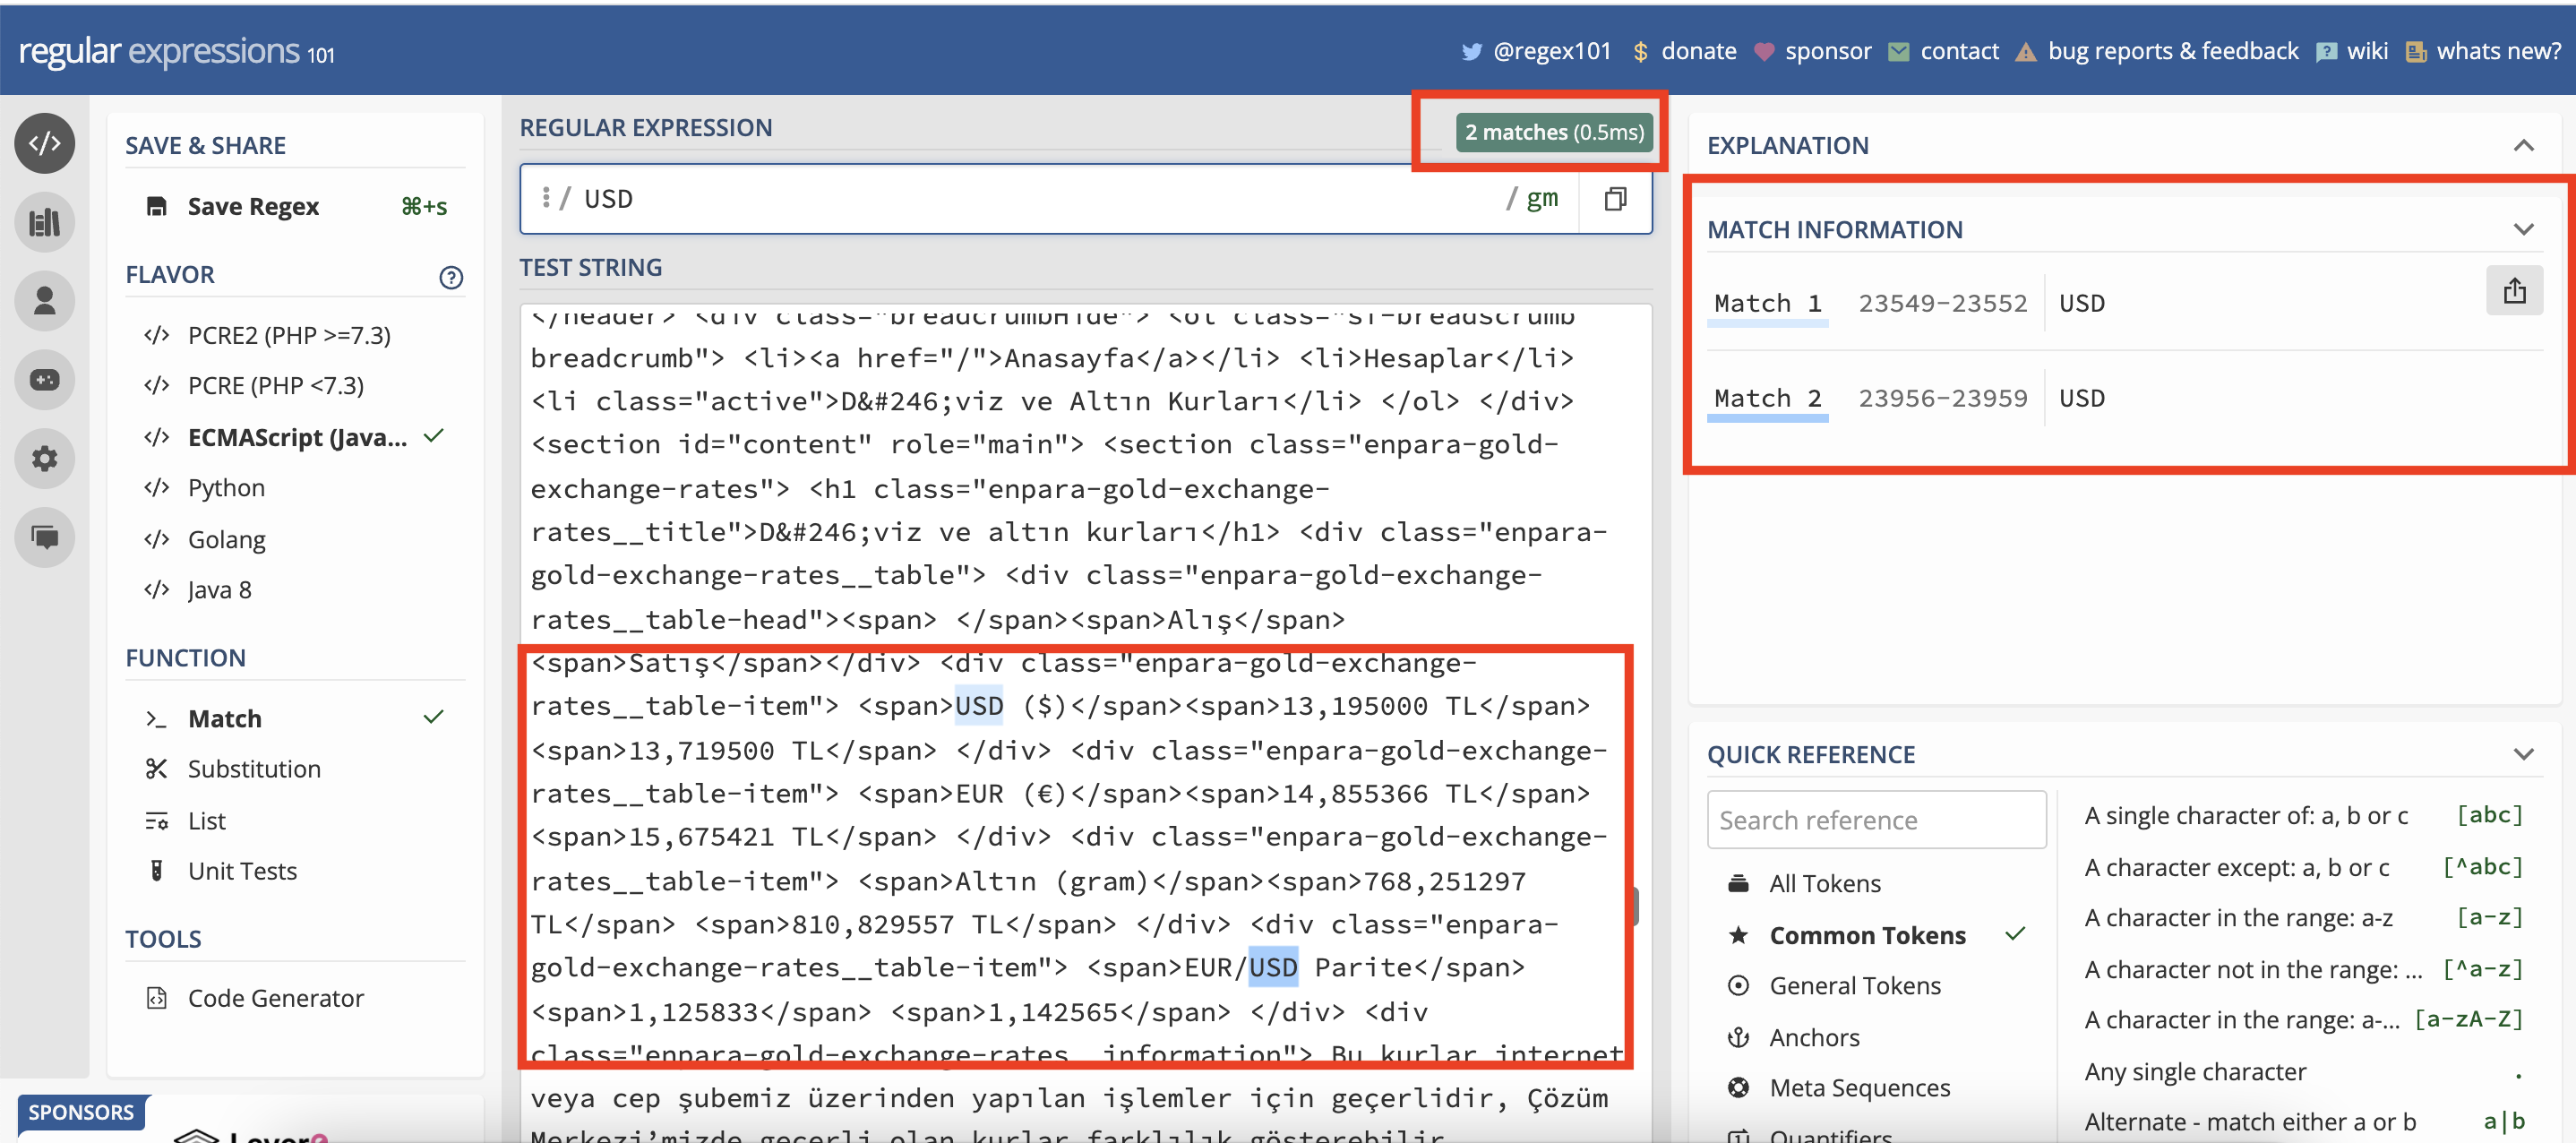 regular expressions 101
@regex101 $ donate sponsor contact bug reports & feedback wiki whats new?
SAVE & SHARE
Save Regex ⌘+s
FLAVOR
</> PCRE2 (PHP >=7.3)
</> PCRE (PHP <7.3)
</> ECMAScript (Java...
</> Python
</> Golang
</> Java 8
FUNCTION
Match
Substitution
List
Unit Tests
TOOLS
Code Generator
SPONSORS
REGULAR EXPRESSION
2 matches (0.5ms)
/ USD / gm
TEST STRING
</header> <div class="breadcrumbHide"> <ol class="sf-breadscrumb
breadcrumb"> <li><a href="/">Anasayfa</a></li> <li>Hesaplar</li>
<li class="active">D&#246;viz ve Altın Kurları</li> </ol> </div>
<section id="content" role="main"> <section class="enpara-gold-
exchange-rates"> <h1 class="enpara-gold-exchange-
rates__title">D&#246;viz ve altın kurları</h1> <div class="enpara-
gold-exchange-rates__table"> <div class="enpara-gold-exchange-
rates__table-head"><span> </span><span>Alış</span>
<span>Satış</span></div> <div class="enpara-gold-exchange-
rates__table-item"> <span>USD ($)</span><span>13,195000 TL</span>
<span>13,719500 TL</span> </div> <div class="enpara-gold-exchange-
rates__table-item"> <span>EUR (€)</span><span>14,855366 TL</span>
<span>15,675421 TL</span> </div> <div class="enpara-gold-exchange-
rates__table-item"> <span>Altın (gram)</span><span>768,251297
TL</span> <span>810,829557 TL</span> </div> <div class="enpara-
gold-exchange-rates__table-item"> <span>EUR/USD Parite</span>
<span>1,125833</span> <span>1,142565</span> </div> <div
class="enpara-gold-exchange-rates__information"> Bu kurlar internet
veya cep şubemiz üzerinden yapılan işlemler için geçerlidir, Çözüm
Merkezi’mizde geçerli olan kurlar farklılık gösterebilir.
EXPLANATION
MATCH INFORMATION
Match 1 23549-23552 USD
Match 2 23956-23959 USD
QUICK REFERENCE
Search reference
All Tokens
Common Tokens
General Tokens
Anchors
Meta Sequences
Quantifiers
A single character of: a, b or c [abc]
A character except: a, b or c [^abc]
A character in the range: a-z [a-z]
A character not in the range: ... [^a-z]
A character in the range: a-... [a-zA-Z]
Any single character .
Alternate - match either a or b a|b